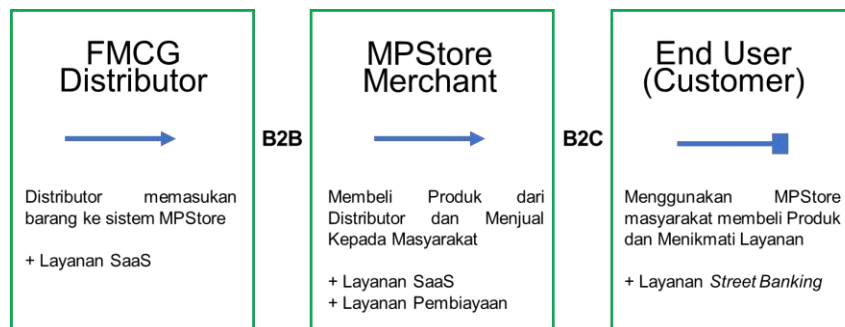 FMCG
Distributor
Distributor memasukan
barang ke sistem MPStore
+ Layanan SaaS
B2B
MPStore
Merchant
Membeli Produk dari
Distributor dan Menjual
Kepada Masyarakat
+ Layanan SaaS
+ Layanan Pembiayaan
B2C
End User
(Customer)
Menggunakan MPStore
masyarakat membeli Produk
dan Menikmati Layanan
+ Layanan Street Banking